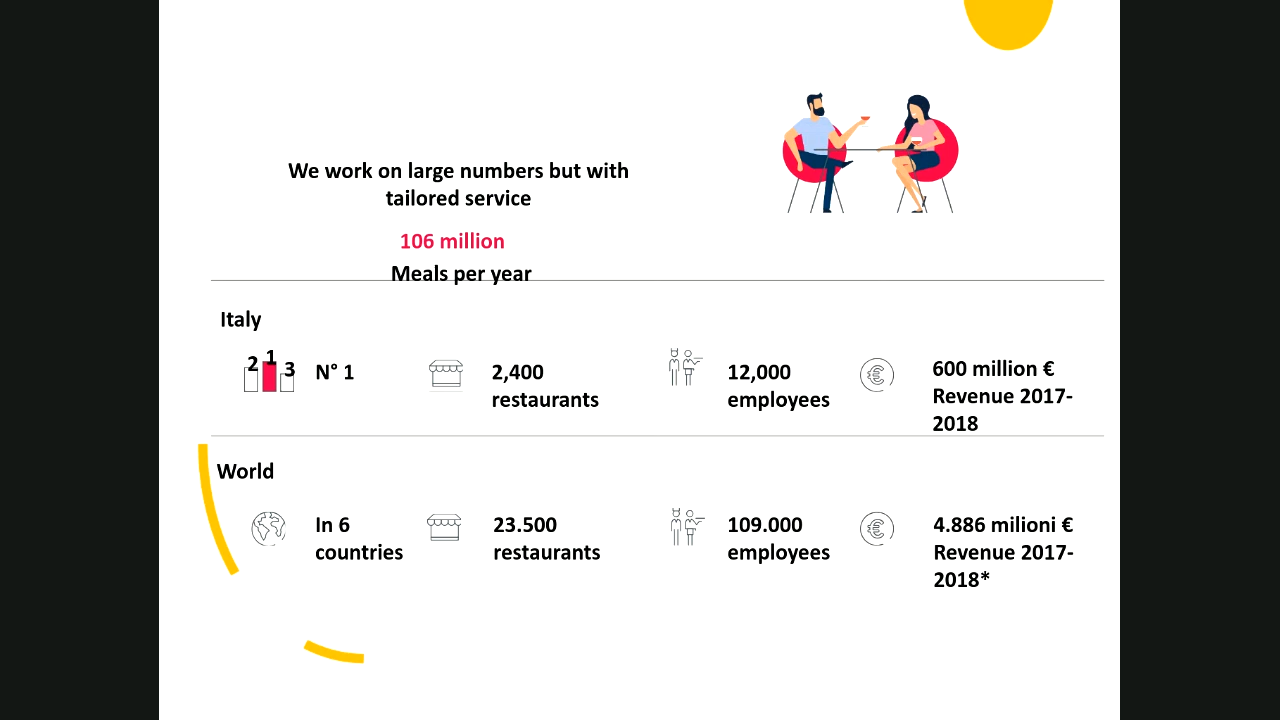 We work on large numbers but with
tailored service
106 million
Meals per year
Italy
2 1 3
N° 1
2,400
restaurants
12,000
employees
600 million €
Revenue 2017-
2018
World
In 6
countries
23.500
restaurants
109.000
employees
4.886 milioni €
Revenue 2017-
2018*